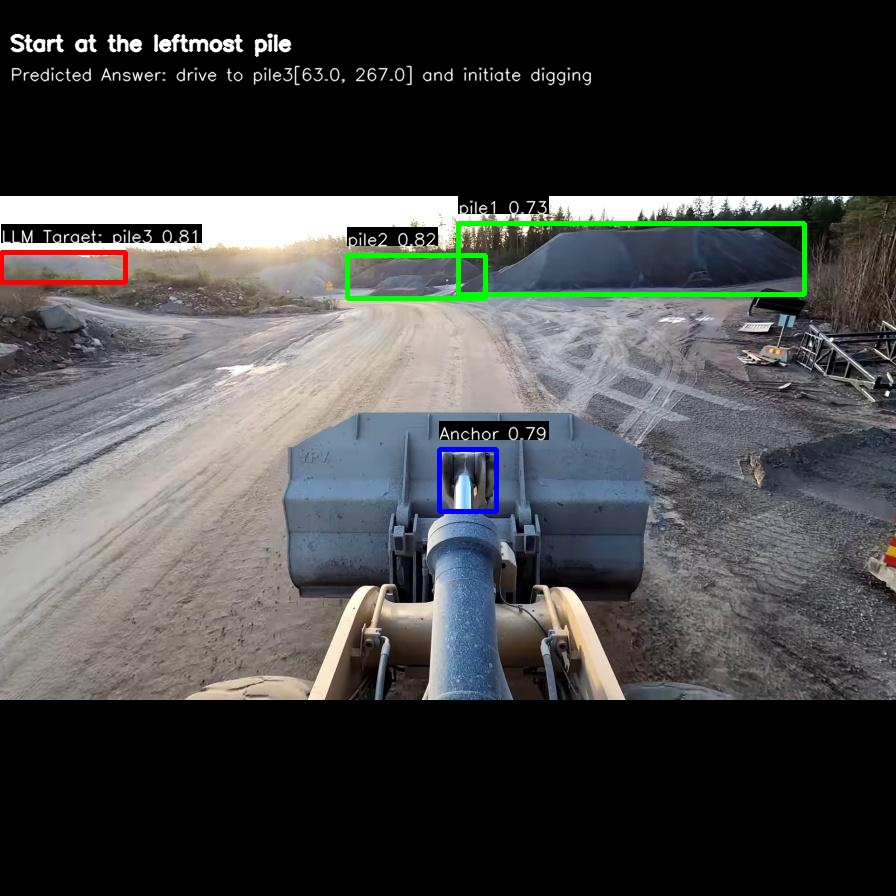 Start at the leftmost pile
Predicted Answer: drive to pile3[63.0, 267.0] and initiate digging
pile1 0.73
LLM Target: pile3 0.81
pile2 0.82
Anchor 0.79